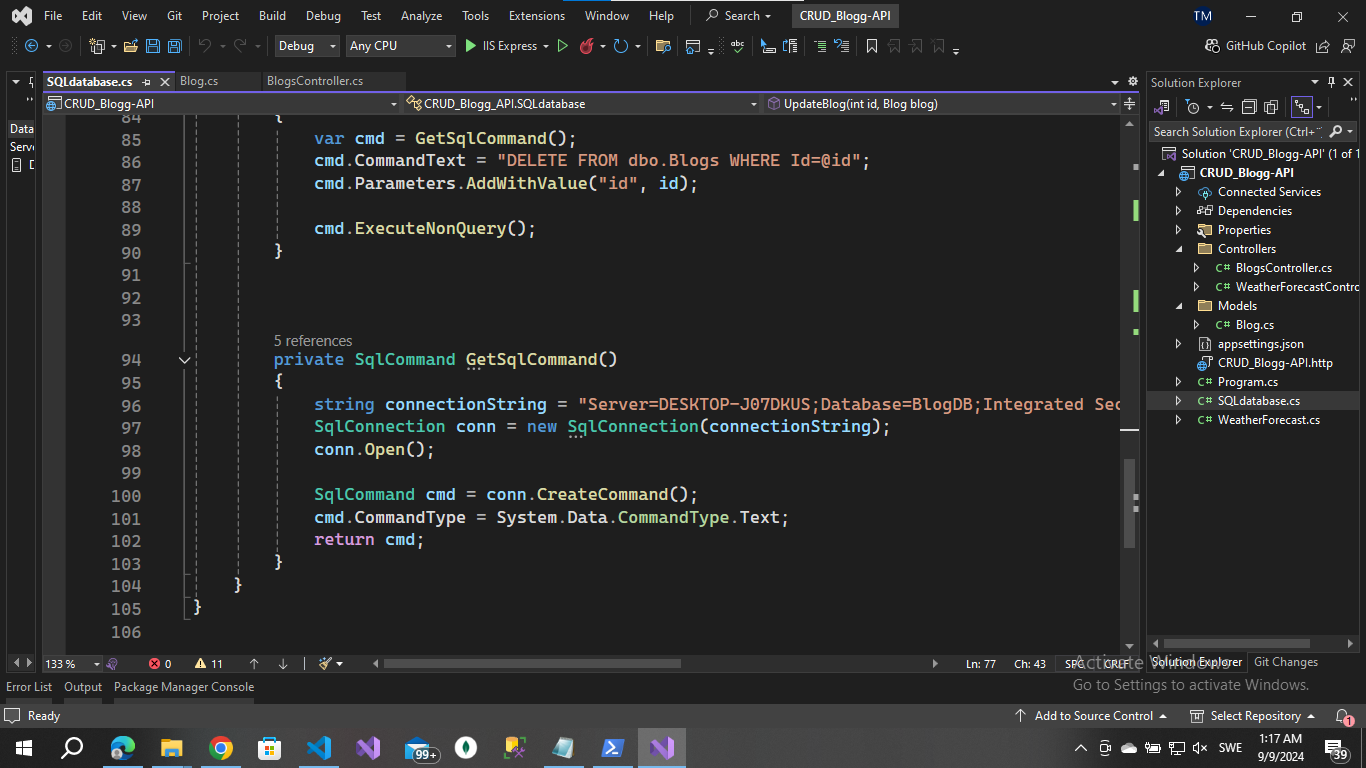 File Edit View Git Project Build Debug Test Analyze Tools Extensions Window Help Search CRUD_Blogg-API TM
Debug Any CPU IIS Express GitHub Copilot
SQLdatabase.cs Blog.cs BlogsController.cs
CRUD_Blogg-API CRUD_Blogg_API.SQLdatabase UpdateBlog(int id, Blog blog)
84 {
85 var cmd = GetSqlCommand();
86 cmd.CommandText = "DELETE FROM dbo.Blogs WHERE Id=@id";
87 cmd.Parameters.AddWithValue("id", id);
88
89 cmd.ExecuteNonQuery();
90 }
91
92
93
5 references
94 private SqlCommand GetSqlCommand()
95 {
96 string connectionString = "Server=DESKTOP-J07DKUS;Database=BlogDB;Integrated Sec
97 SqlConnection conn = new SqlConnection(connectionString);
98 conn.Open();
99
100 SqlCommand cmd = conn.CreateCommand();
101 cmd.CommandType = System.Data.CommandType.Text;
102 return cmd;
103 }
104 }
105 }
106
133 % 0 11 Ln: 77 Ch: 43 SPC CRLF
Data
Serv
Solution Explorer
Search Solution Explorer (Ctrl+
Solution 'CRUD_Blogg-API' (1 of 1
CRUD_Blogg-API
Connected Services
Dependencies
Properties
Controllers
C# BlogsController.cs
C# WeatherForecastContro
Models
C# Blog.cs
appsettings.json
CRUD_Blogg-API.http
C# Program.cs
C# SQLdatabase.cs
C# WeatherForecast.cs
Solution Explorer Git Changes
Activate Windows
Go to Settings to activate Windows.
Error List Output Package Manager Console
Ready Add to Source Control Select Repository 1
99+ SWE 1:17 AM
9/9/2024 39